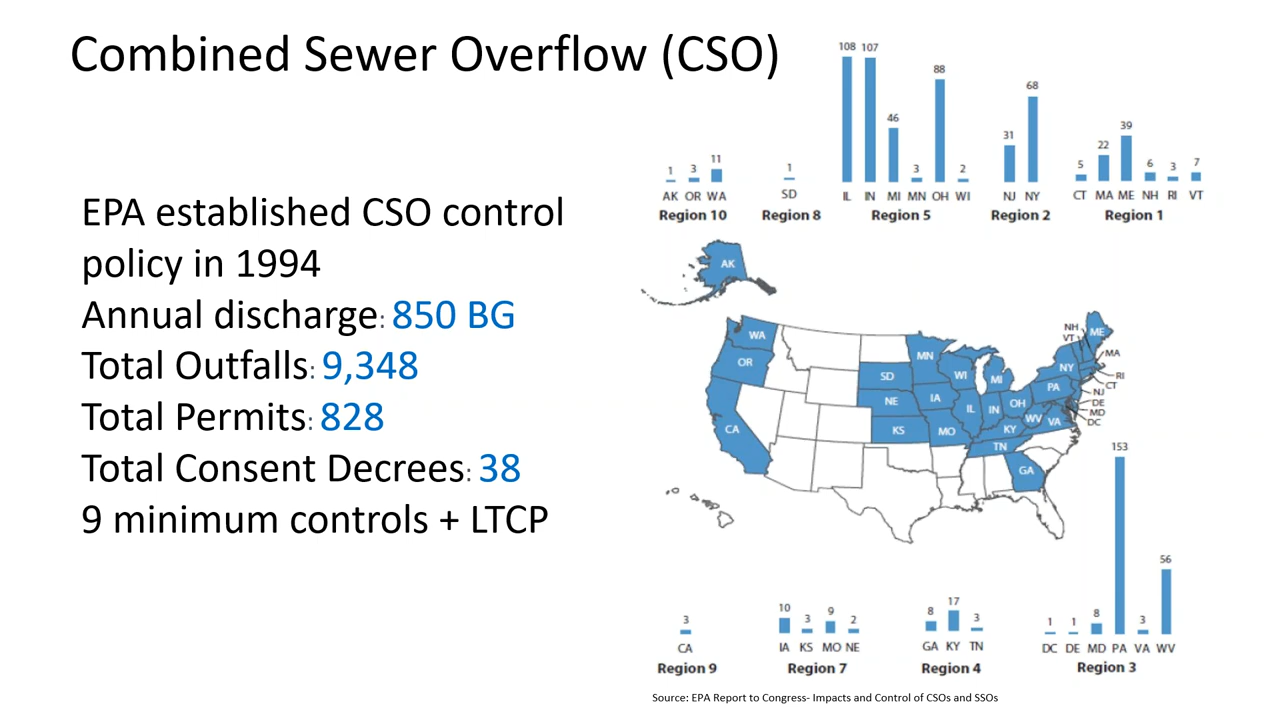 Combined Sewer Overflow (CSO)
EPA established CSO control
policy in 1994
Annual discharge: 850 BG
Total Outfalls: 9,348
Total Permits: 828
Total Consent Decrees: 38
9 minimum controls + LTCP
1 3 11
AK OR WA
Region 10
1
SD
Region 8
108 107 46 3 88 2
IL IN MI MN OH WI
Region 5
31 68
NJ NY
Region 2
5 22 39 6 3 7
CT MA ME NH RI VT
Region 1
AK
WA
OR
CA
SD
NE
KS
MN
IA
MO
WI
IL
MI
IN
OH
KY
TN
GA
WV
VA
PA
NY
NH
VT
ME
MA
RI
CT
NJ
DE
MD
DC
3
CA
Region 9
10 3 9 2
IA KS MO NE
Region 7
8 17 3
GA KY TN
Region 4
1 1 8 153 3 56
DC DE MD PA VA WV
Region 3
Source: EPA Report to Congress- Impacts and Control of CSOs and SSOs